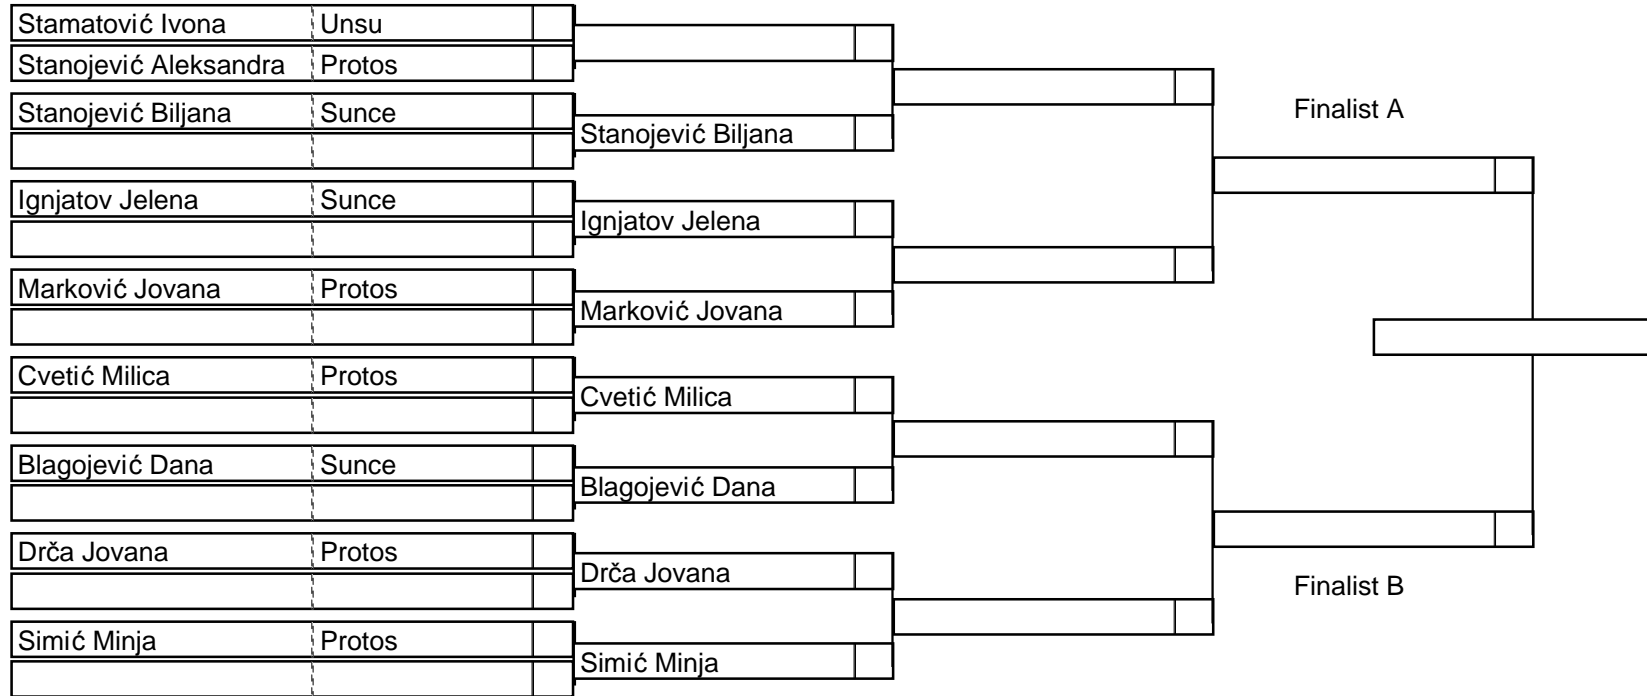 Stamatović Ivona Unsu
Stanojević Aleksandra Protos
Stanojević Biljana Sunce
Stanojević Biljana
Ignjatov Jelena Sunce
Ignjatov Jelena
Marković Jovana Protos
Marković Jovana
Cvetić Milica Protos
Cvetić Milica
Blagojević Dana Sunce
Blagojević Dana
Drča Jovana Protos
Drča Jovana
Simić Minja Protos
Simić Minja
Finalist A
Finalist B